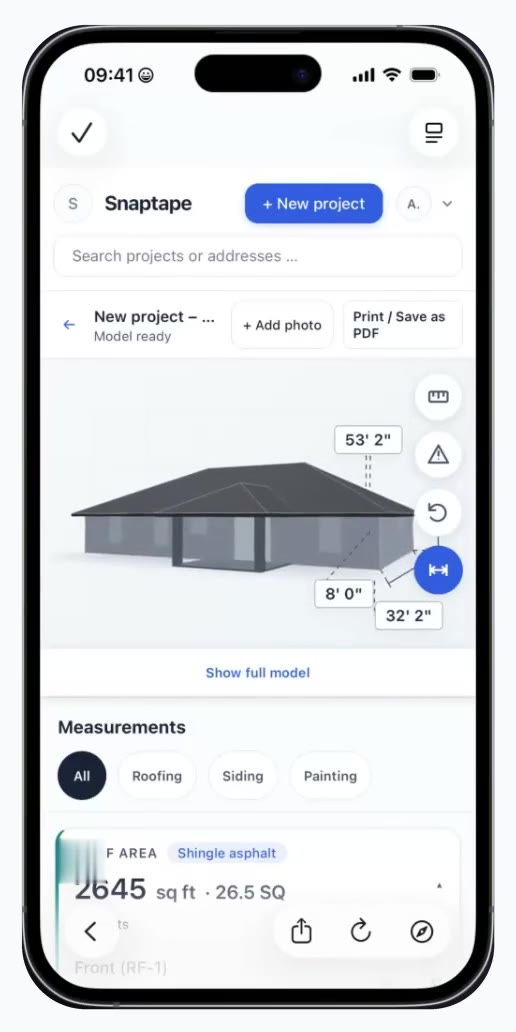 09:41
S Snaptape + New project A.
Search projects or addresses ...
New project – ... + Add photo Print / Save as PDF
Model ready
53' 2"
8' 0"
32' 2"
Show full model
Measurements
All Roofing Siding Painting
F AREA Shingle asphalt
2645 sq ft · 26.5 SQ
ts
Front (RF-1)